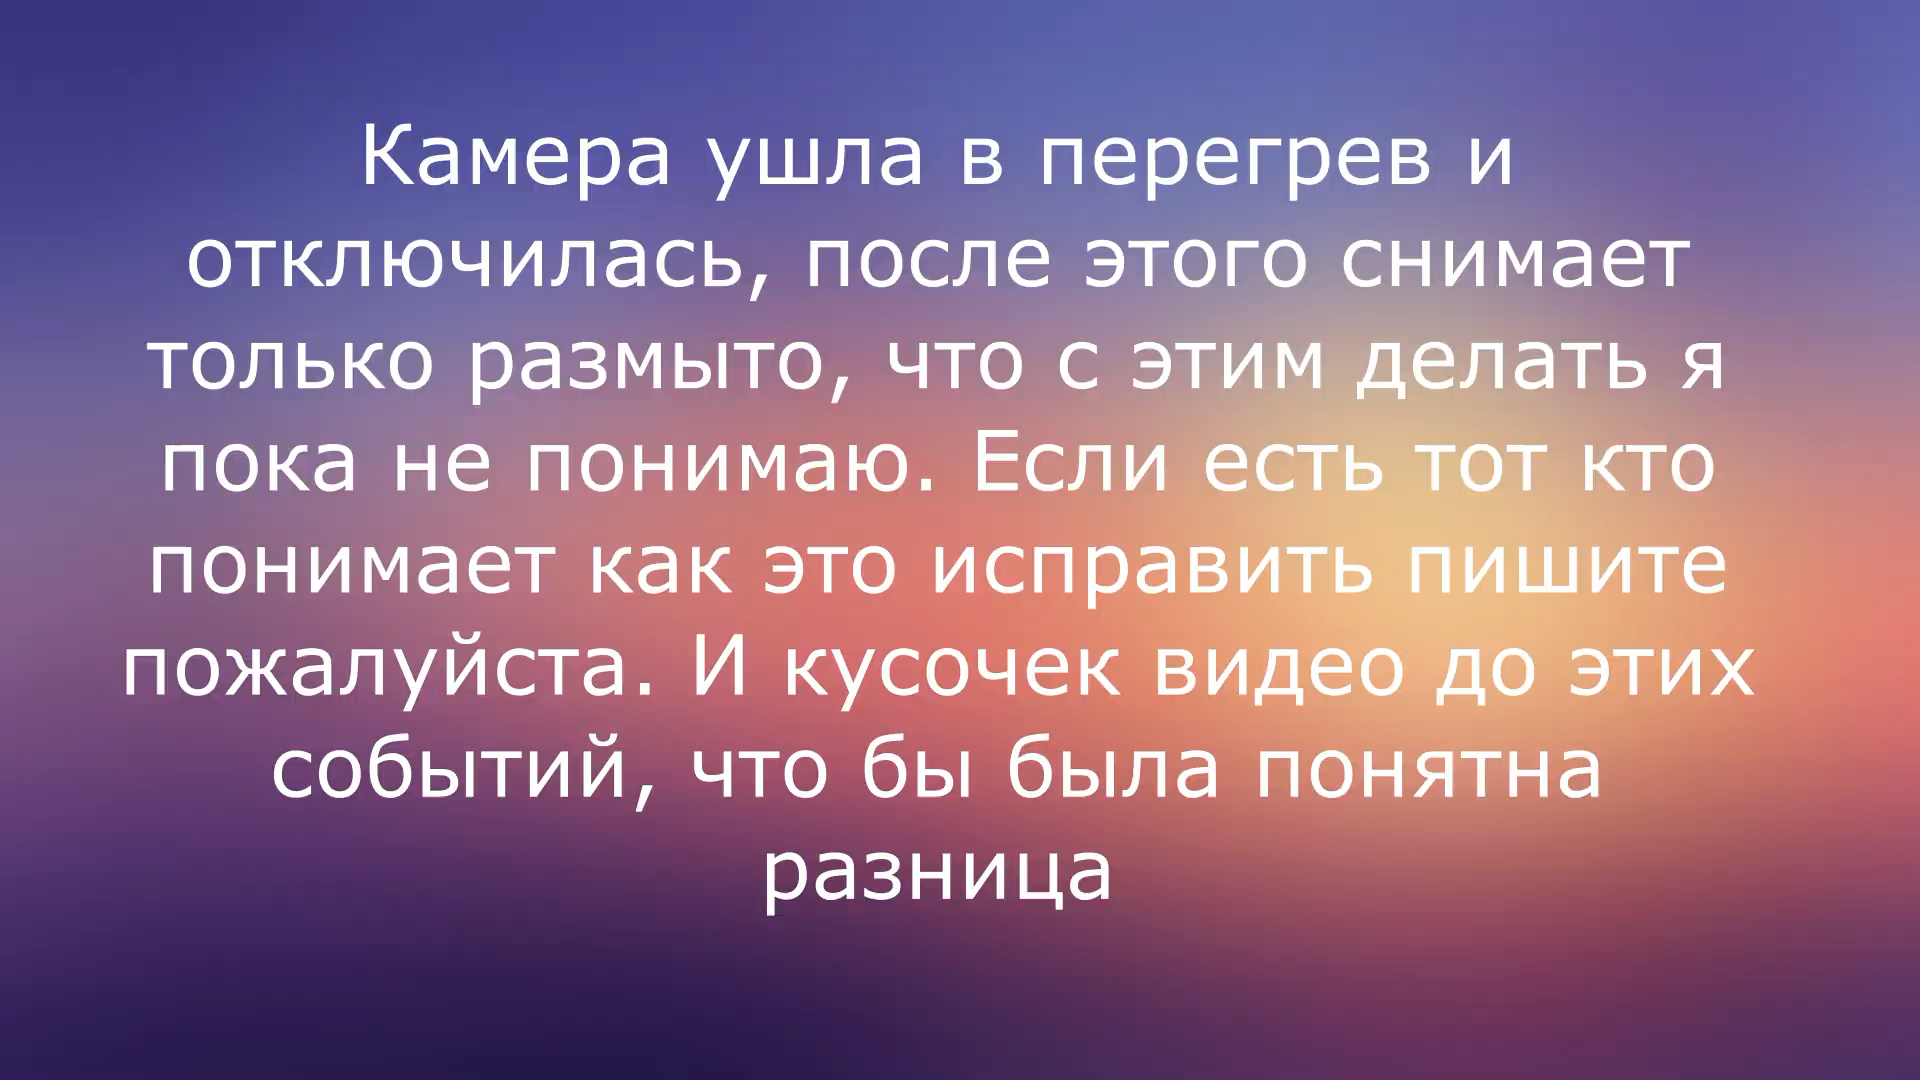 Камера ушла в перегрев и
отключилась, после этого снимает
только размыто, что с этим делать я
пока не понимаю. Если есть тот кто
понимает как это исправить пишите
пожалуйста. И кусочек видео до этих
событий, что бы была понятна
разница